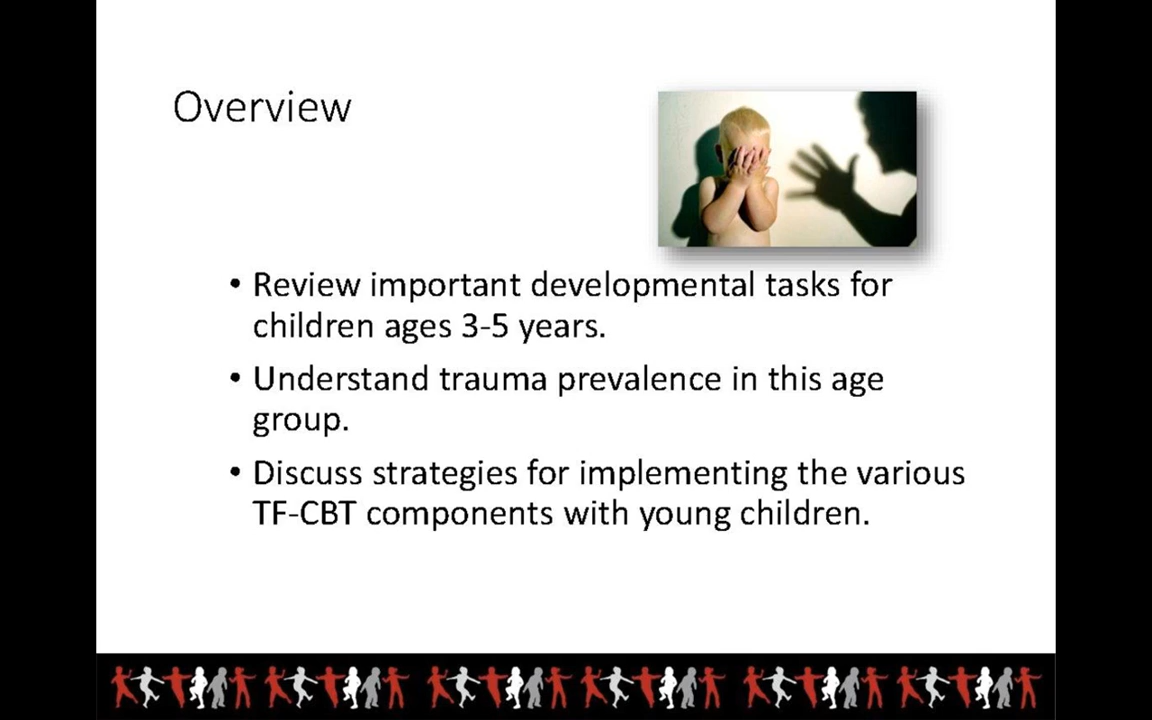 Overview
• Review important developmental tasks for
children ages 3-5 years.
• Understand trauma prevalence in this age
group.
• Discuss strategies for implementing the various
TF-CBT components with young children.